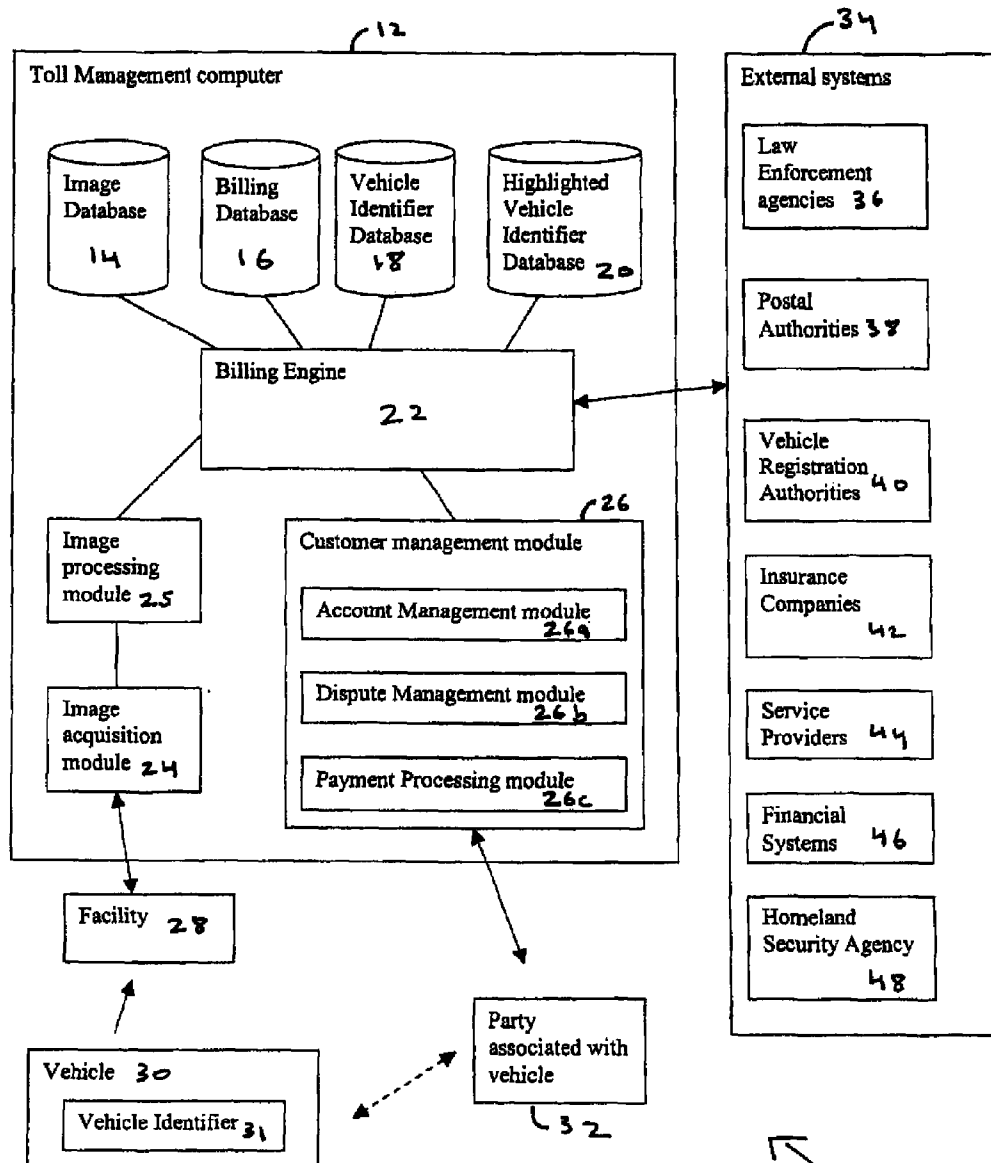 12
34
Toll Management computer
External systems
Image
Database
14
Billing
Database
16
Vehicle
Identifier
Database
18
Highlighted
Vehicle
Identifier
Database 20
Law
Enforcement
agencies 36
Postal
Authorities 38
Billing Engine
22
Vehicle
Registration
Authorities 40
26
Image
processing
module 25
Customer management module
Account Management module
26a
Dispute Management module
26b
Payment Processing module
26c
Insurance
Companies
42
Image
acquisition
module 24
Service
Providers 44
Financial
Systems 46
Facility 28
Homeland
Security Agency
48
Party
associated with
vehicle
32
Vehicle 30
Vehicle Identifier 31